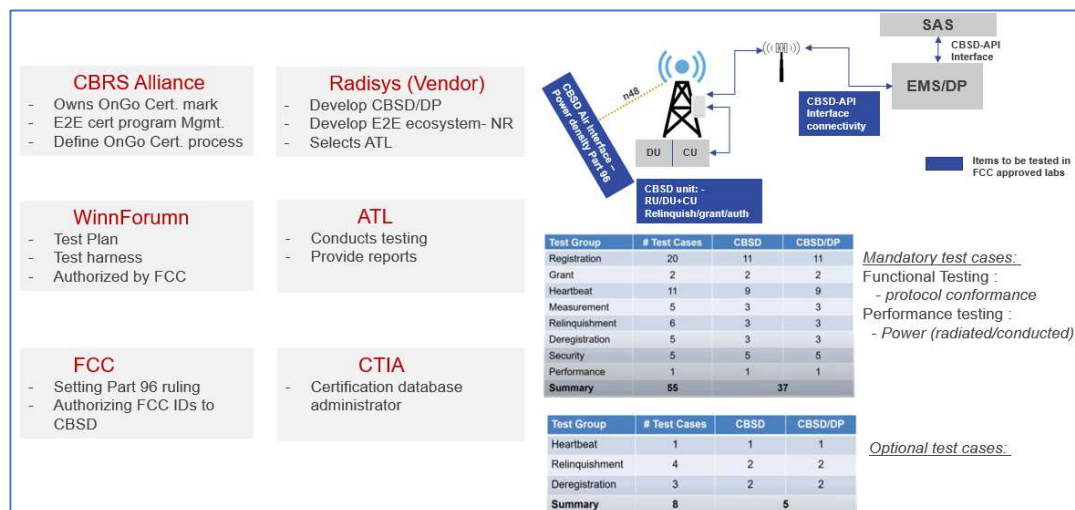 CBRS Alliance
- Owns OnGo Cert. mark
- E2E cert program Mgmt.
- Define OnGo Cert. process
Radisys (Vendor)
- Develop CBSD/DP
- Develop E2E ecosystem- NR
- Selects ATL
WinnForumn
- Test Plan
- Test harness
- Authorized by FCC
ATL
- Conducts testing
- Provide reports
FCC
- Setting Part 96 ruling
- Authorizing FCC IDs to
CBSD
CTIA
- Certification database
administrator
SAS
CBSD-API
Interface
EMS/DP
n48
CBSD Air Interface –
Power density Part 96
DU CU
CBSD-API
Interface
connectivity
CBSD unit: -
RU/DU+CU
Relinquish/grant/auth
Items to be tested in
FCC approved labs
Test Group # Test Cases CBSD CBSD/DP
Registration 20 11 11
Grant 2 2 2
Heartbeat 11 9 9
Measurement 5 3 3
Relinquishment 6 3 3
Deregistration 5 3 3
Security 5 5 5
Performance 1 1 1
Summary 55 37
Mandatory test cases:
Functional Testing :
- protocol conformance
Performance testing :
- Power (radiated/conducted)
Test Group # Test Cases CBSD CBSD/DP
Heartbeat 1 1 1
Relinquishment 4 2 2
Deregistration 3 2 2
Summary 8 5
Optional test cases: